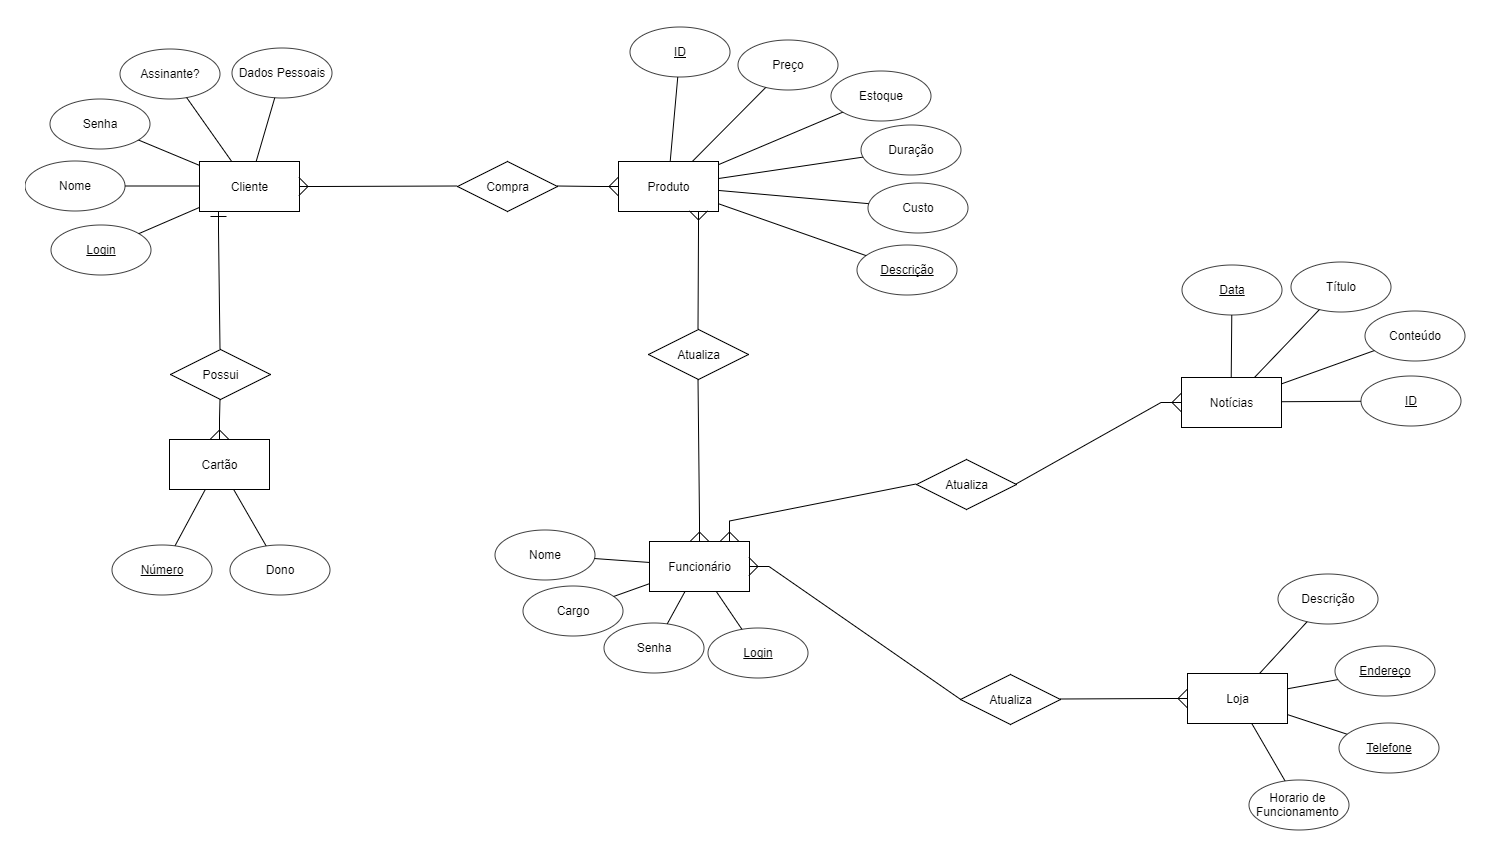 ID
Preço
Assinante?
Dados Pessoais
Estoque
Senha
Duração
Nome
Cliente
Compra
Produto
Custo
Login
Descrição
Data
Título
Conteúdo
Atualiza
Possui
Notícias
ID
Cartão
Atualiza
Número
Dono
Nome
Funcionário
Cargo
Senha
Login
Descrição
Endereço
Atualiza
Loja
Telefone
Horario de
Funcionamento